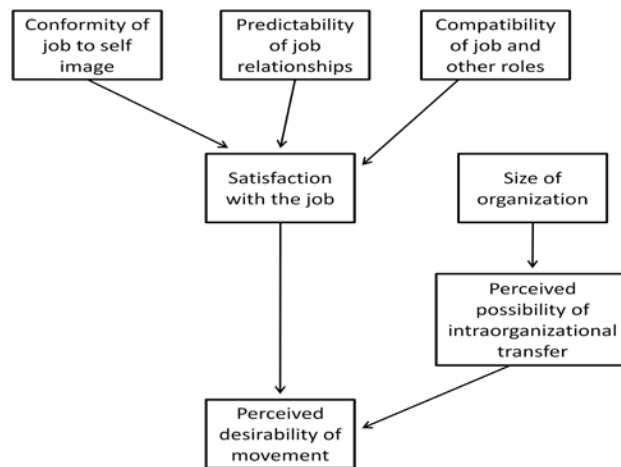 Conformity of
job to self
image
Predictability
of job
relationships
Compatibility
of job and
other roles
Satisfaction
with the job
Size of
organization
Perceived
possibility of
intraorganizational
transfer
Perceived
desirability of
movement